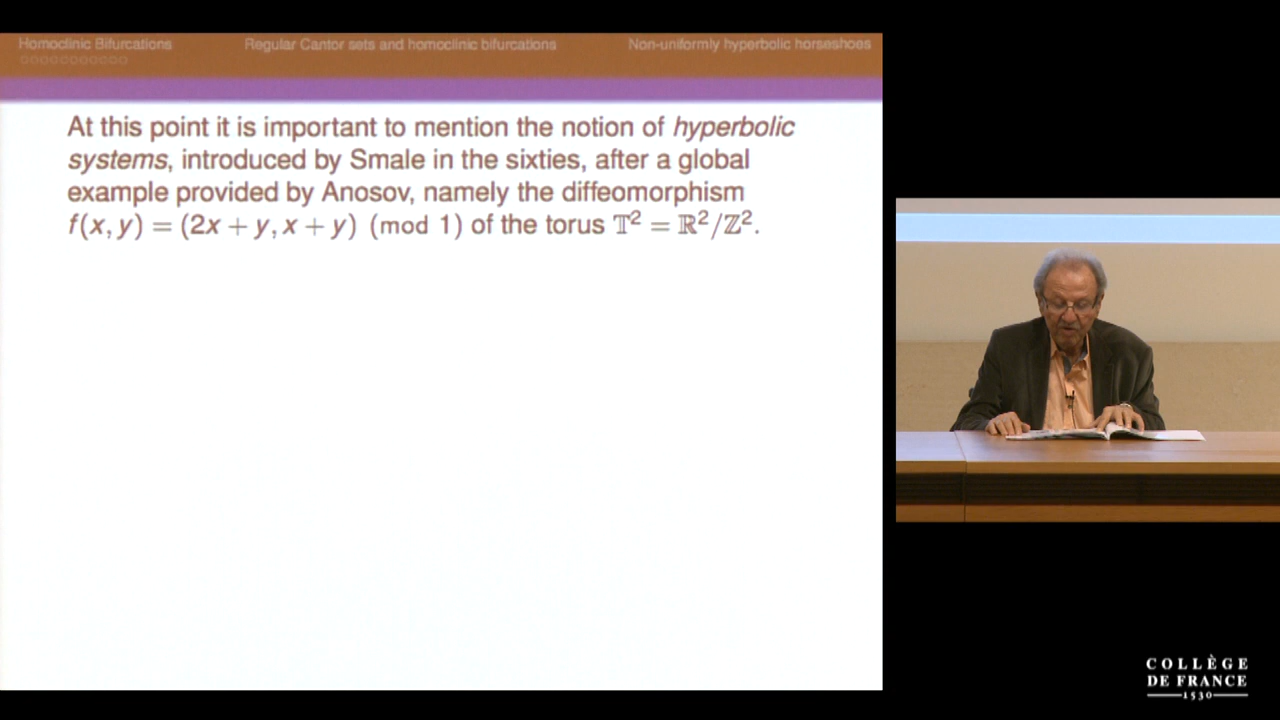 Homoclinic Bifurcations Regular Cantor sets and homoclinic bifurcations Non-uniformly hyperbolic horseshoes
At this point it is important to mention the notion of hyperbolic
systems, introduced by Smale in the sixties, after a global
example provided by Anosov, namely the diffeomorphism
f(x, y) = (2x + y, x + y) (mod 1) of the torus 𝕋² = ℝ²/ℤ².
COLLÈGE
DE FRANCE
1530